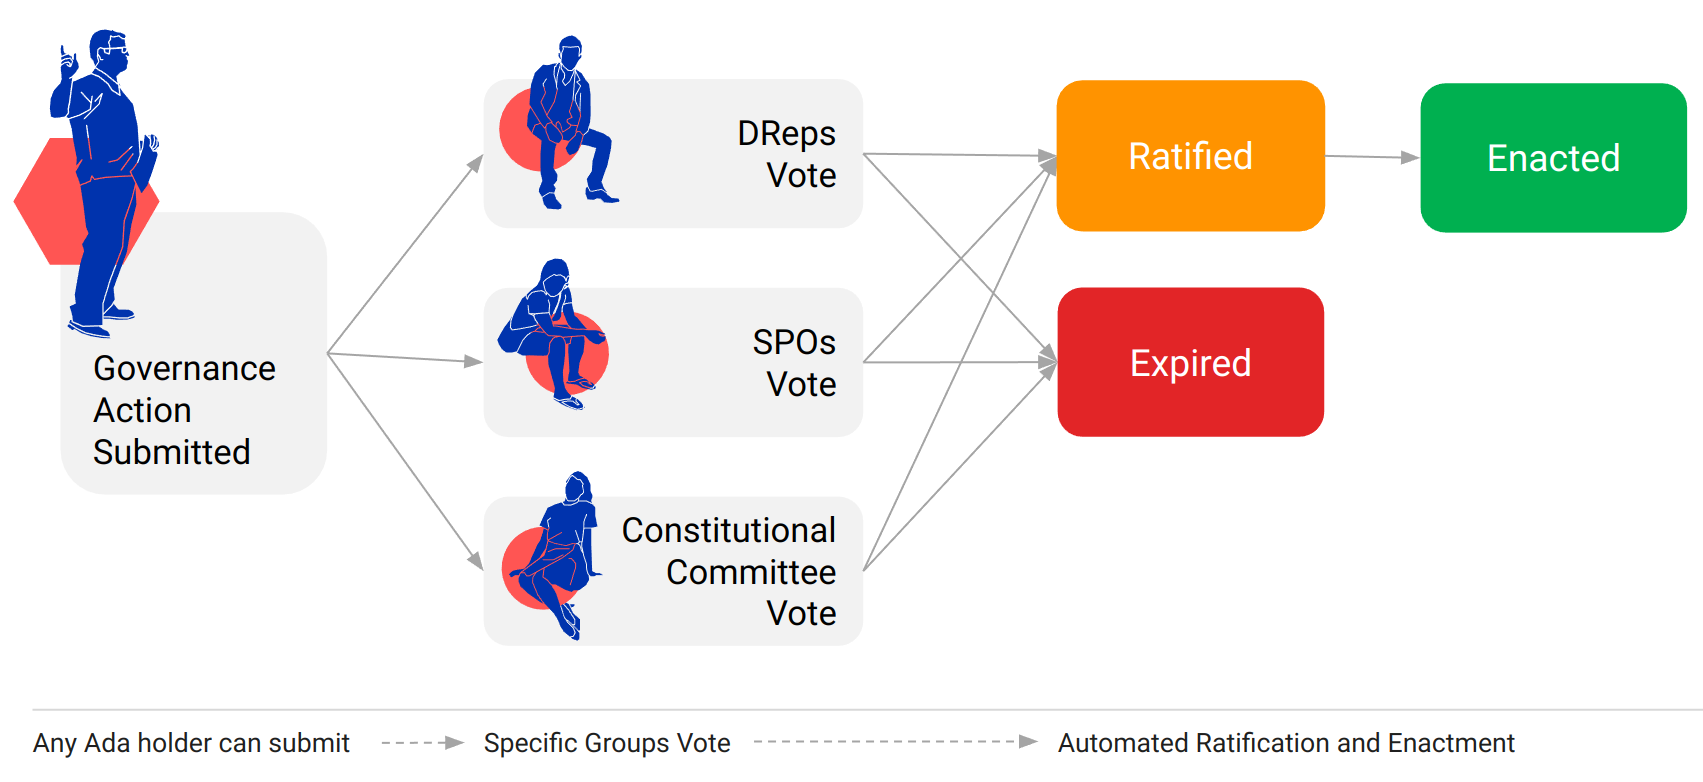 Governance
Action
Submitted
DReps
Vote
SPOs
Vote
Constitutional
Committee
Vote
Ratified
Expired
Enacted
Any Ada holder can submit
Specific Groups Vote
Automated Ratification and Enactment